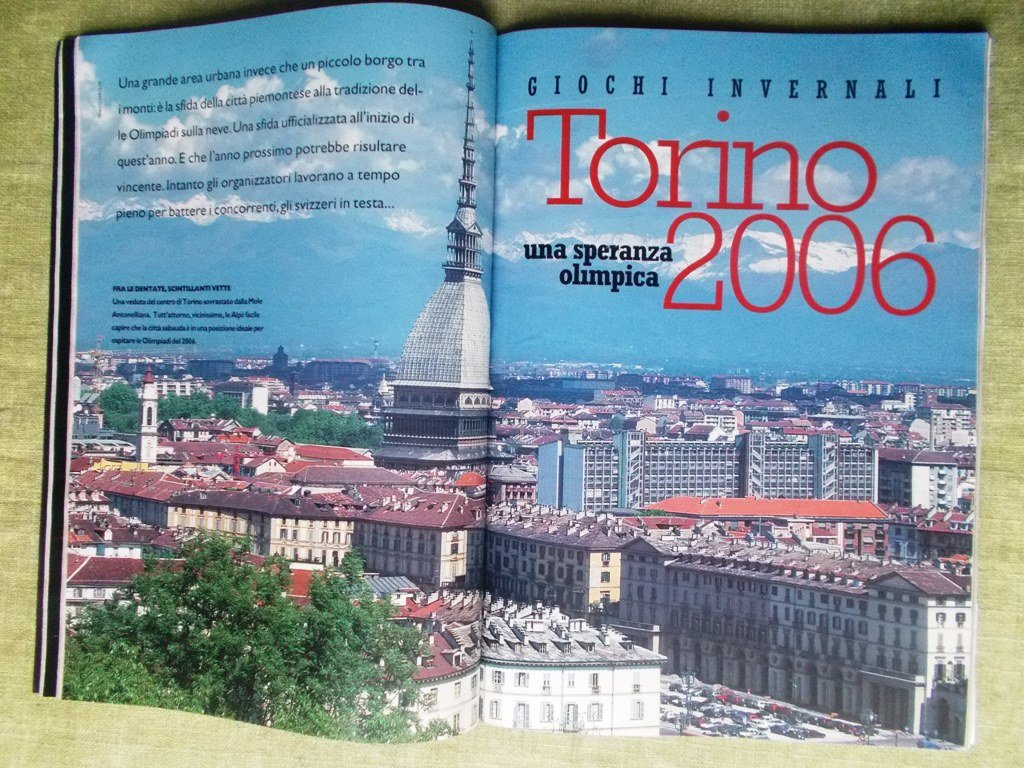 Una grande area urbana invece che un piccolo borgo tra
i monti: è la sfida della città piemontese alla tradizione del-
le Olimpiadi sulla neve. Una sfida ufficializzata all'inizio di
quest'anno. E che l'anno prossimo potrebbe risultare
vincente. Intanto gli organizzatori lavorano a tempo
pieno per battere i concorrenti, gli svizzeri in testa...
FRA LE DENTATE, SCINTILLANTI VETTE
Una veduta del centro di Torino sovrastato dalla Mole
Antonelliana. Tutt'attorno, vicinissime, le Alpi: facile
capire che la città sabauda è in una posizione ideale per
ospitare le Olimpiadi del 2006.
GIOCHI INVERNALI
Torino
2006
una speranza
olimpica